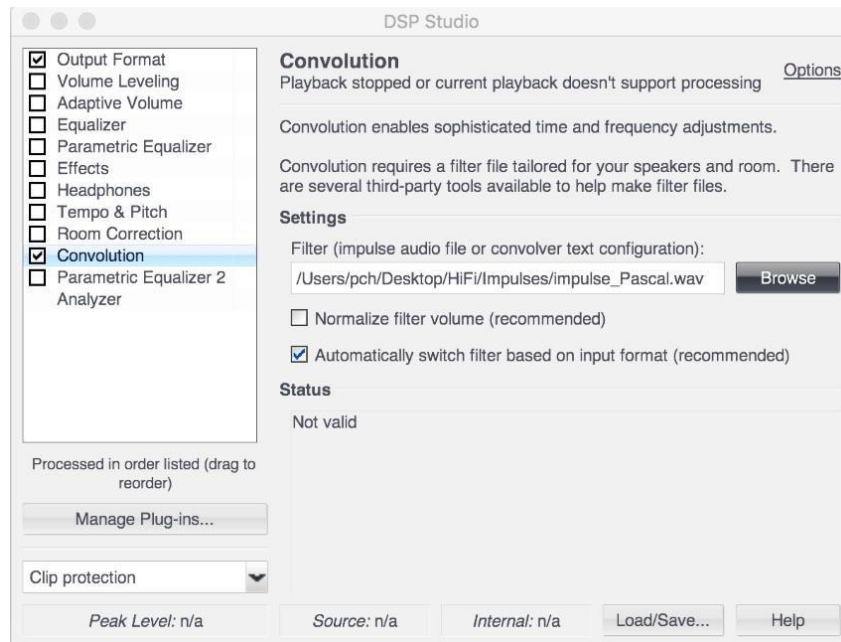 DSP Studio
Output Format
Volume Leveling
Adaptive Volume
Equalizer
Parametric Equalizer
Effects
Headphones
Tempo & Pitch
Room Correction
Convolution
Parametric Equalizer 2
Analyzer
Processed in order listed (drag to
reorder)
Manage Plug-ins...
Clip protection
Peak Level: n/a
Convolution
Options
Playback stopped or current playback doesn't support processing
Convolution enables sophisticated time and frequency adjustments.
Convolution requires a filter file tailored for your speakers and room. There
are several third-party tools available to help make filter files.
Settings
Filter (impulse audio file or convolver text configuration):
/Users/pch/Desktop/HiFi/Impulses/impulse_Pascal.wav
Browse
Normalize filter volume (recommended)
Automatically switch filter based on input format (recommended)
Status
Not valid
Source: n/a
Internal: n/a
Load/Save...
Help